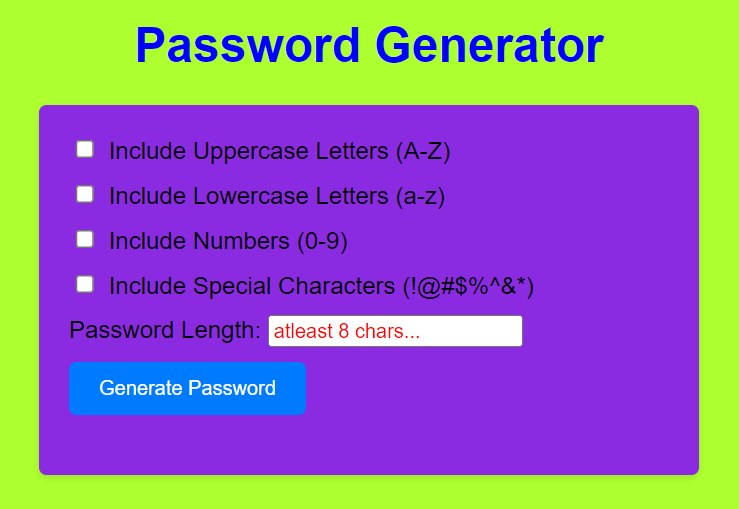 Password Generator
Include Uppercase Letters (A-Z)
Include Lowercase Letters (a-z)
Include Numbers (0-9)
Include Special Characters (!@#$%^&*)
Password Length: atleast 8 chars...
Generate Password